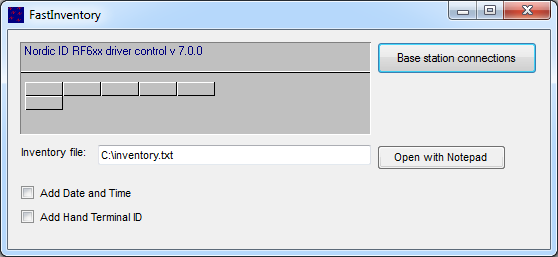 FastInventory
Nordic ID RF6xx driver control v 7.0.0
Base station connections
Inventory file:
C:\inventory.txt
Open with Notepad
Add Date and Time
Add Hand Terminal ID